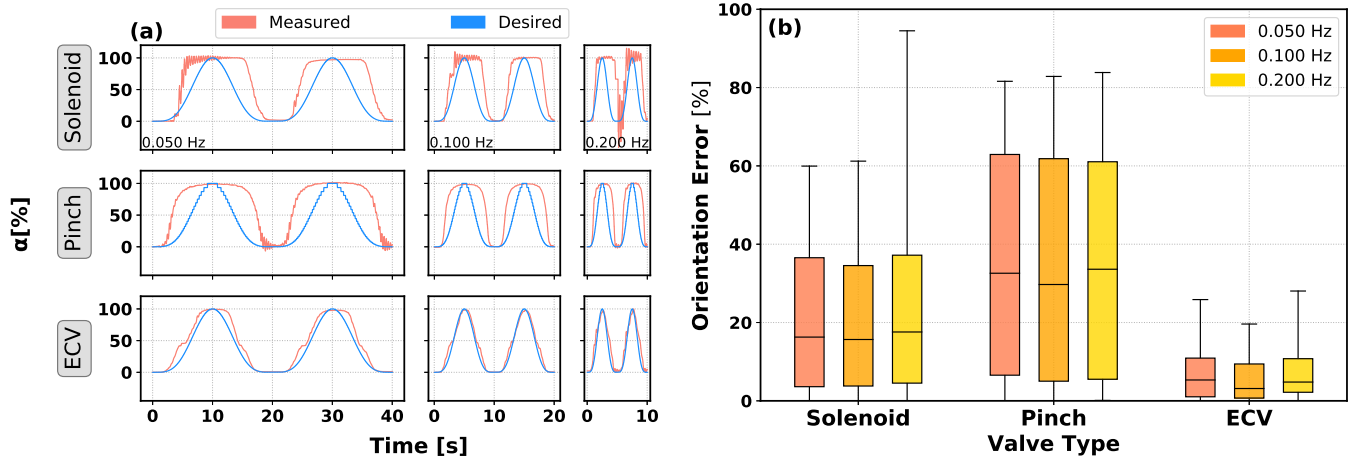 (a)
Measured
Desired
α[%]
Solenoid
100
50
0
0.050 Hz
0.100 Hz
0.200 Hz
Pinch
100
50
0
ECV
100
50
0
0 10 20 30 40
0 10 20
0 10
Time [s]
(b)
0.050 Hz
0.100 Hz
0.200 Hz
Orientation Error [%]
100
80
60
40
20
0
Solenoid Pinch ECV
Valve Type